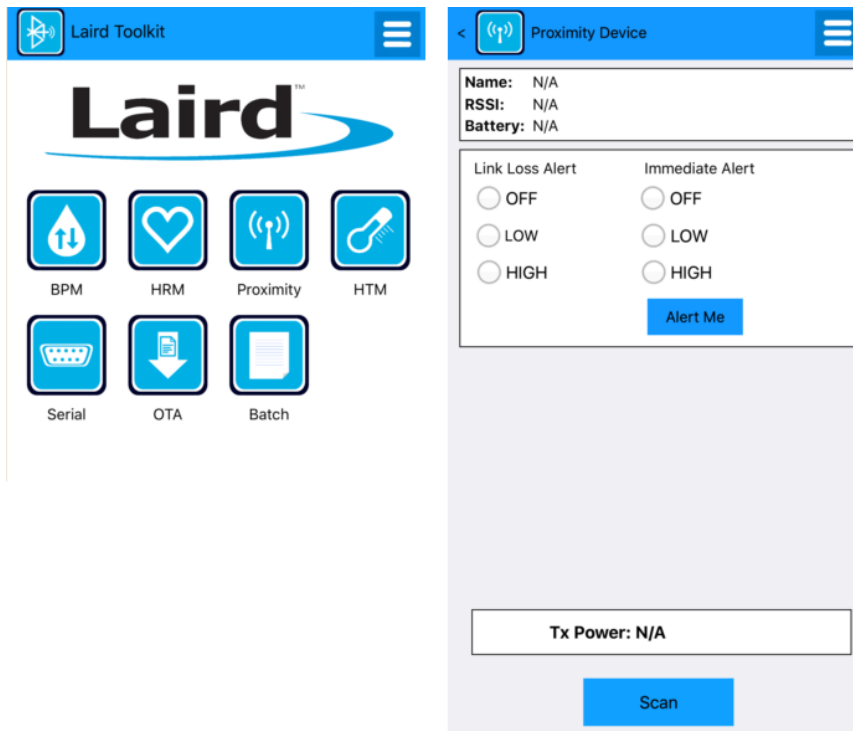 Laird Toolkit
Laird™
BPM HRM Proximity HTM
Serial OTA Batch
< Proximity Device
Name: N/A
RSSI: N/A
Battery: N/A
Link Loss Alert Immediate Alert
OFF OFF
LOW LOW
HIGH HIGH
Alert Me
Tx Power: N/A
Scan